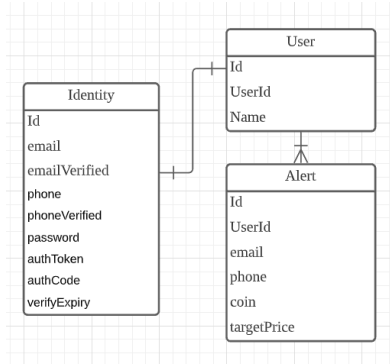 Identity
Id
email
emailVerified
phone
phoneVerified
password
authToken
authCode
verifyExpiry
User
Id
UserId
Name
Alert
Id
UserId
email
phone
coin
targetPrice